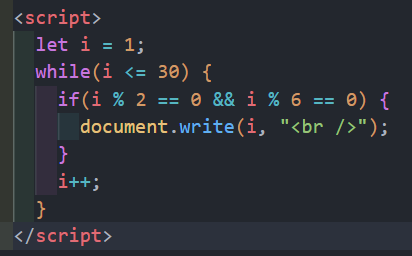 <script>
let i = 1;
while(i <= 30) {
if(i % 2 == 0 && i % 6 == 0) {
document.write(i, "<br />");
}
i++;
}
</script>